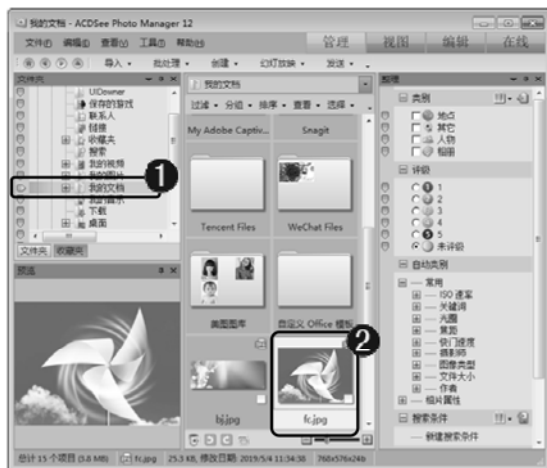 我的文档 - ACDSee Photo Manager 12
文件(F) 编辑(E) 查看(V) 工具(T) 帮助(H)
管理 视图 编辑 在线
导入 批处理 创建 幻灯放映 发送
文件夹
UIDowner
保存的游戏
联系人
链接
收藏夹
搜索
我的视频
我的图片
我的文档
我的音乐
下载
桌面
文件夹 收藏夹
1
预览
我的文档
过滤 分组 排序 查看 选择
My Adobe Captiv... Snagit
Tencent Files WeChat Files
美图图库 自定义 Office 模板
2
bj.jpg fc.jpg
整理
类别
地点
其它
人物
相册
评级
1
2
3
4
5
未评级
自动类别
常用
ISO 速率
关键词
光圈
焦距
快门速度
摄影师
图像类型
文件大小
作者
相片属性
搜索条件
新建搜索条件
总计 15 个项目 (3.8 MB) fc.jpg 25.3 KB, 修改日期: 2019/5/4 11:34:38 768x576x24b